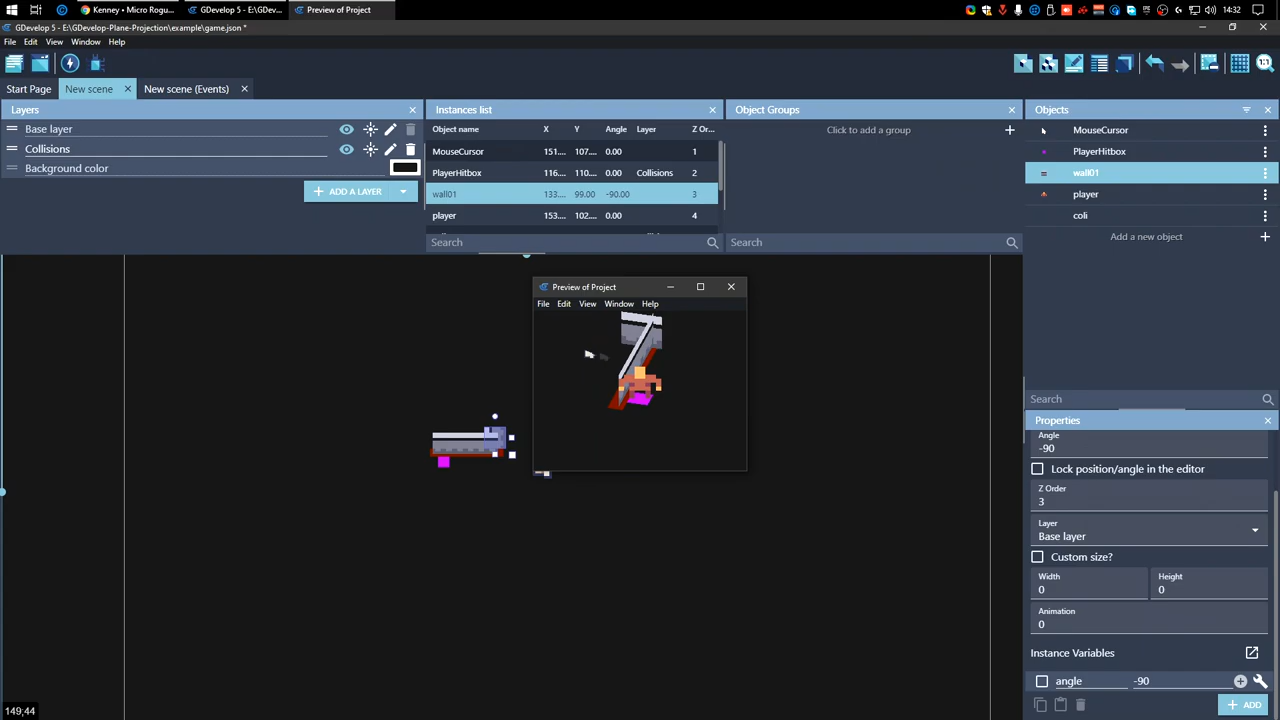 Kenney • Micro Rogu...
GDevelop 5 - E:\GDev...
Preview of Project
14:32
GDevelop 5 - E:\GDevelop-Plane-Projection\example\game.json *
File Edit View Window Help
Start Page
New scene
New scene (Events)
Layers
Base layer
Collisions
Background color
ADD A LAYER
Instances list
Object name X Y Angle Layer Z Or...
MouseCursor 151.... 107.... 0.00 1
PlayerHitbox 116.... 110.... 0.00 Collisions 2
wall01 133.... 99.00 -90.00 3
player 153.... 102.... 0.00 4
Search
Object Groups
Click to add a group
Search
Objects
MouseCursor
PlayerHitbox
wall01
player
coli
Add a new object
Search
Preview of Project
File Edit View Window Help
Properties
Angle
-90
Lock position/angle in the editor
Z Order
3
Layer
Base layer
Custom size?
Width Height
0 0
Animation
0
Instance Variables
angle -90
ADD
149;44